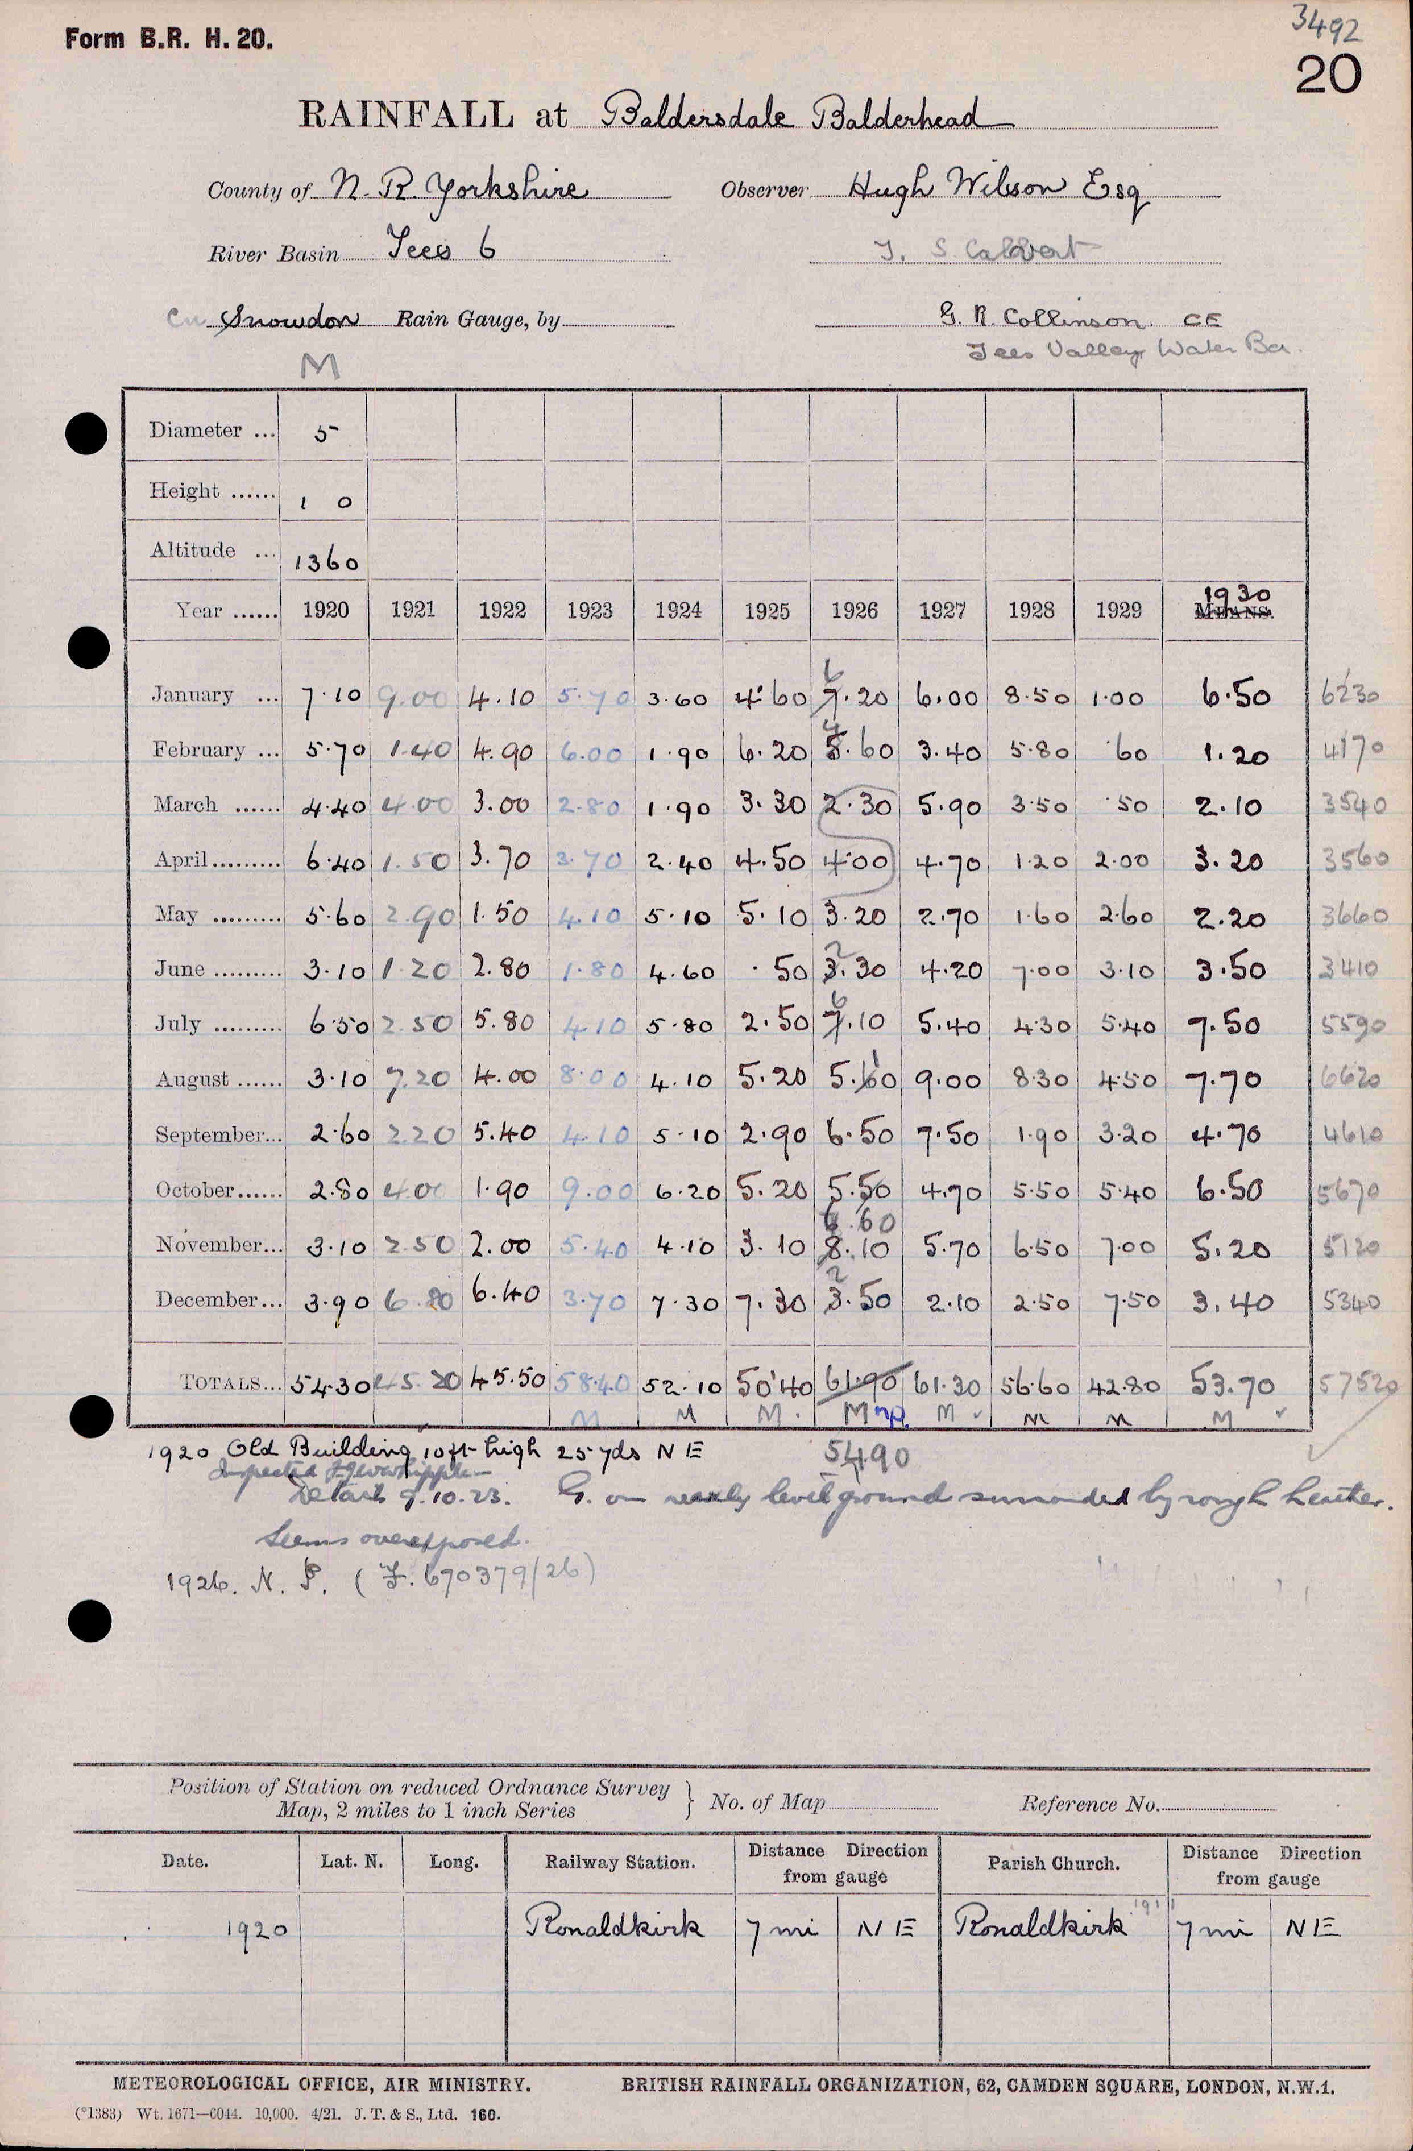 3492
Form B.R. H. 20.
20
RAINFALL at Baldersdale Balderhead
County of N. R. Yorkshire Observer Hugh Wilson Esq
River Basin Tees 6 T. S. Calvert
Snowdon Rain Gauge, by G. R. Collinson CE
M Tees Valley Water Bd.
Diameter ... 5
Height ...... 1 0
Altitude ... 1360
Year ...... 1920 1921 1922 1923 1924 1925 1926 1927 1928 1929 MEANS. 1930
January ... 7.10 9.00 4.10 5.70 3.60 4.60 7.20 6 6.00 8.50 1.00 6.50 6230
February ... 5.70 1.40 4.90 6.00 1.90 6.20 5.60 4 3.40 5.80 .60 1.20 4170
March ...... 4.40 4.00 3.00 2.80 1.90 3.30 2.30 5.90 3.50 .50 2.10 3540
April ......... 6.40 1.50 3.70 3.70 2.40 4.50 4.00 4.70 1.20 2.00 3.20 3560
May ......... 5.60 2.90 1.50 4.10 5.10 5.10 3.20 2.70 1.60 2.60 2.20 3660
June ......... 3.10 1.20 2.80 1.80 4.60 .50 3.30 2 4.20 7.00 3.10 3.50 3410
July ......... 6.50 2.50 5.80 4.10 5.80 2.50 7.10 6 5.40 4.30 5.40 7.50 5590
August ...... 3.10 7.20 4.00 8.00 4.10 5.20 5.60 1 9.00 8.30 4.50 7.70 6620
September... 2.60 2.20 5.40 4.10 5.10 2.90 6.50 7.50 1.90 3.20 4.70 4610
October...... 2.80 4.00 1.90 9.00 6.20 5.20 5.50 4.70 5.50 5.40 6.50 5670
November... 3.10 2.50 2.00 5.40 4.10 3.10 8.10 6.60 5.70 6.50 7.00 5.20 5120
December... 3.90 6.80 6.40 3.70 7.30 7.30 3.50 2 2.10 2.50 7.50 3.40 5340
TOTALS... 54.30 45.20 45.50 58.40 52.10 50.40 61.90 61.30 56.60 42.80 53.70 57520
M M M M np. M M M M
1920 Old Building 10ft high 25 yds N E 5490
Inspected F.J.W. Whipple
Details 9.10.23. G. on nearly level ground surrounded by rough heather.
Seems overexposed.
1926. N. P. (F. 670379/26)
Position of Station on reduced Ordnance Survey Map, 2 miles to 1 inch Series } No. of Map Reference No.
Date. Lat. N. Long. Railway Station. Distance Direction from gauge Parish Church. Distance Direction from gauge
1920 Romaldkirk 7 mi N E Romaldkirk 7 mi N E
METEOROLOGICAL OFFICE, AIR MINISTRY. BRITISH RAINFALL ORGANIZATION, 62, CAMDEN SQUARE, LONDON, N.W.1.
(*1383) Wt. 1671—6044. 10,000. 4/21. J. T. & S., Ltd. 160.